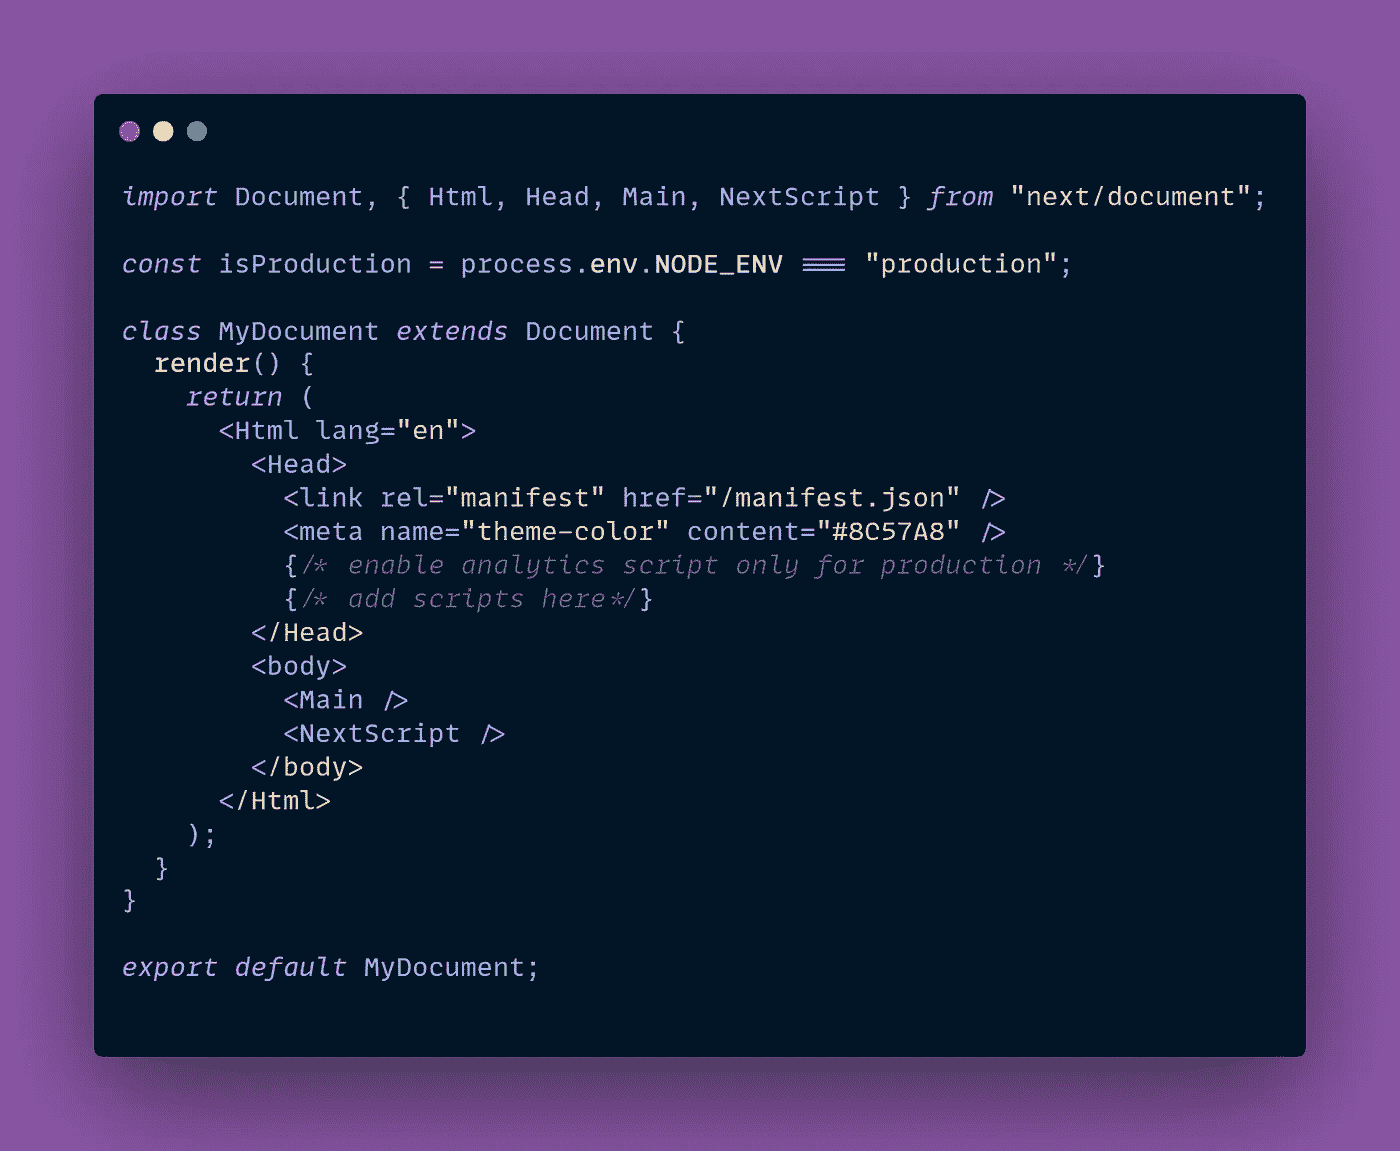 import Document, { Html, Head, Main, NextScript } from "next/document";

const isProduction = process.env.NODE_ENV === "production";

class MyDocument extends Document {
  render() {
    return (
      <Html lang="en">
        <Head>
          <link rel="manifest" href="/manifest.json" />
          <meta name="theme-color" content="#8C57A8" />
          {/* enable analytics script only for production */}
          {/* add scripts here*/}
        </Head>
        <body>
          <Main />
          <NextScript />
        </body>
      </Html>
    );
  }
}

export default MyDocument;